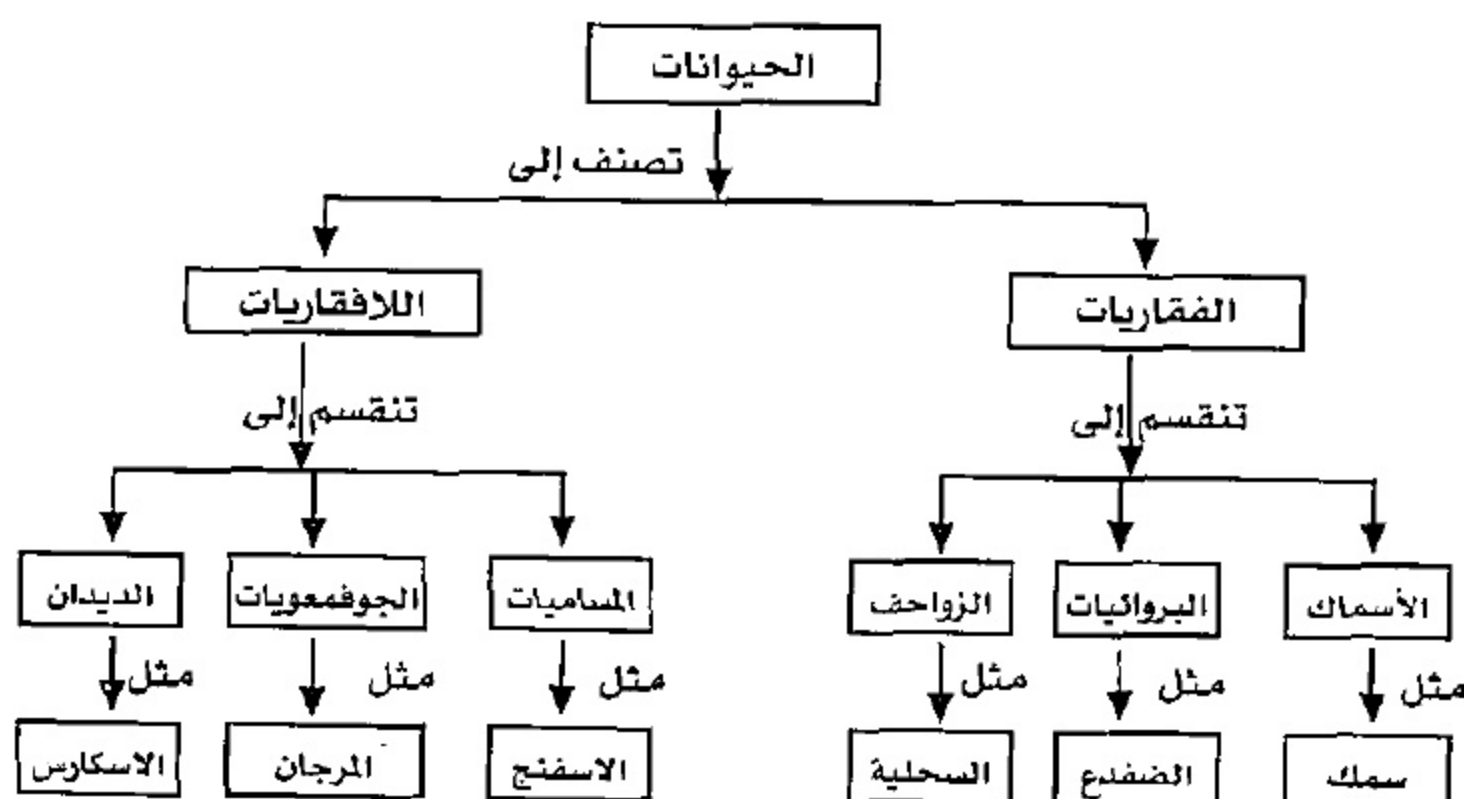 الحيوانات
تصنف إلى
الفقاريات
اللافقاريات
تنقسم إلى
تنقسم إلى
الأسماك
البروائيات
الزواحف
المساميات
الجوفمعويات
الديدان
مثل
مثل
مثل
مثل
مثل
مثل
سمك
الضفدع
السحلية
الاسفنج
المرجان
الاسكارس